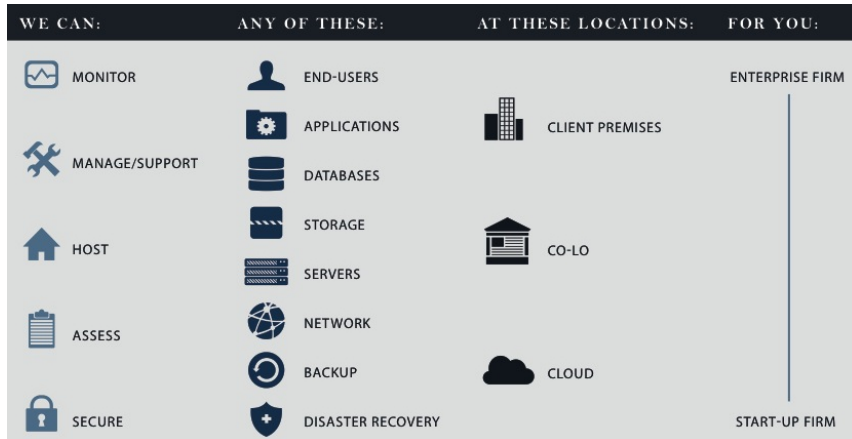 WE CAN:
ANY OF THESE:
AT THESE LOCATIONS:
FOR YOU:
MONITOR
MANAGE/SUPPORT
HOST
ASSESS
SECURE
END-USERS
APPLICATIONS
DATABASES
STORAGE
SERVERS
NETWORK
BACKUP
DISASTER RECOVERY
CLIENT PREMISES
CO-LO
CLOUD
ENTERPRISE FIRM
START-UP FIRM